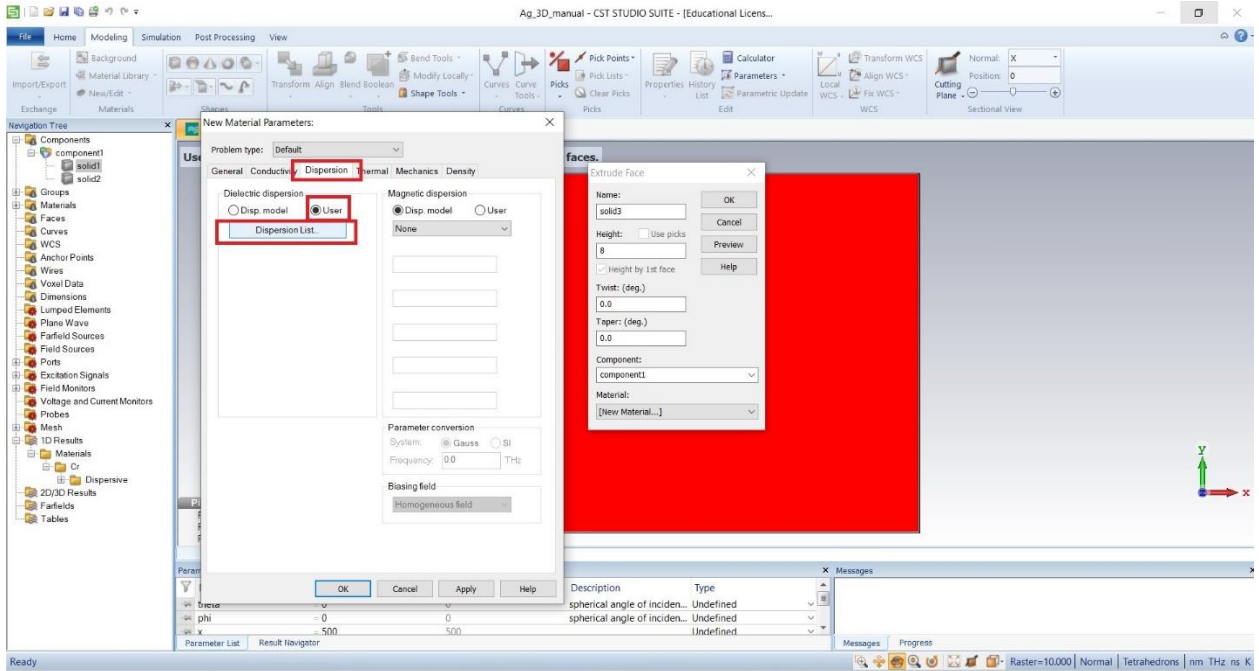 Ag_3D_manual - CST STUDIO SUITE - [Educational Licens...
File Home Modeling Simulation Post Processing View
Import/Export
Background
Material Library
New/Edit
Transform Align Blend Boolean
Bend Tools
Modify Locally
Shape Tools
Curves Curve Tools
Picks
Pick Points
Pick Lists
Clear Picks
Properties History List
Calculator
Parameters
Parametric Update
Local WCS
Transform WCS
Align WCS
Fix WCS
Cutting Plane
Normal: X
Position: 0
Exchange Materials Shapes Tools Curves Picks Edit WCS Sectional View
Navigation Tree
Components
component1
solid1
solid2
Groups
Materials
Faces
Curves
WCS
Anchor Points
Wires
Voxel Data
Dimensions
Lumped Elements
Plane Wave
Farfield Sources
Field Sources
Ports
Excitation Signals
Field Monitors
Voltage and Current Monitors
Probes
Mesh
1D Results
Materials
Cr
Dispersive
2D/3D Results
Farfields
Tables
faces.
New Material Parameters:
Problem type: Default
General Conductivity Dispersion Thermal Mechanics Density
Dielectric dispersion
Disp. model User
Dispersion List...
Magnetic dispersion
Disp. model User
None
Parameter conversion
System: Gauss SI
Frequency: 0.0 THz
Biasing field
Homogeneous field
OK Cancel Apply Help
Extrude Face
Name:
solid3
Height: Use picks
8
Height by 1st face
Twist: (deg.)
0.0
Taper: (deg.)
0.0
Component:
component1
Material:
[New Material...]
OK
Cancel
Preview
Help
Y
x
Description Type
theta = 0 0 spherical angle of inciden... Undefined
phi = 0 0 spherical angle of inciden... Undefined
x = 500 500 Undefined
Parameter List Result Navigator
Messages
Messages Progress
Ready
Raster=10.000 Normal Tetrahedrons nm THz ns K